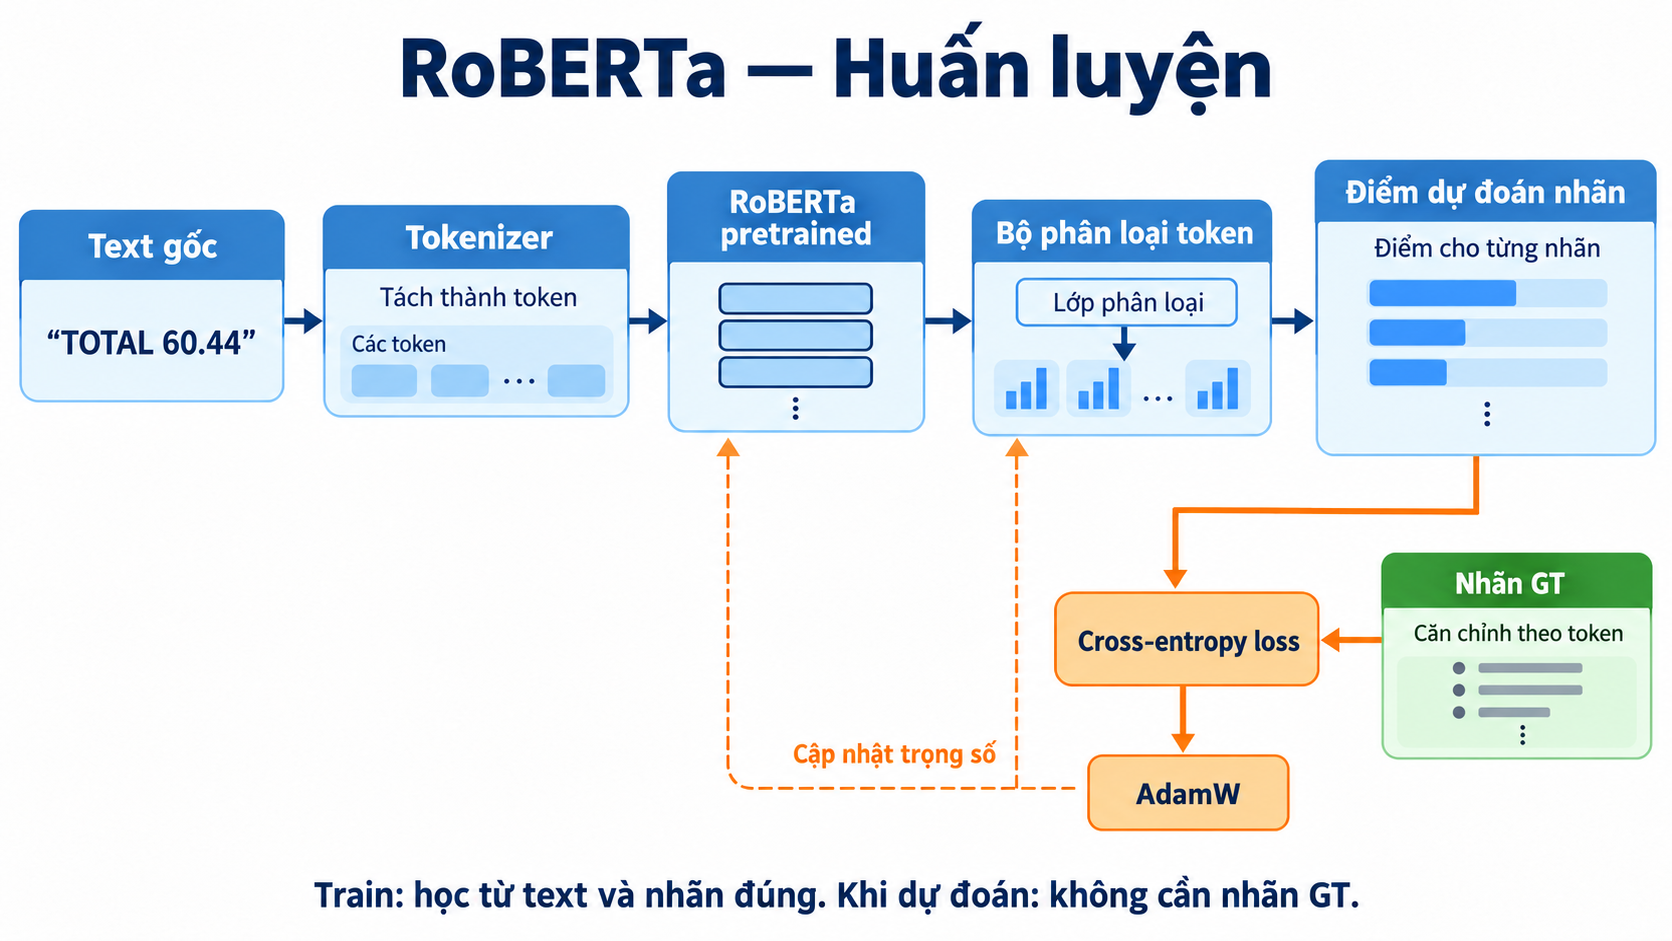 RoBERTa — Huấn luyện
Text gốc
“TOTAL 60.44”
Tokenizer
Tách thành token
Các token
...
RoBERTa
pretrained
Bộ phân loại token
Lớp phân loại
...
Điểm dự đoán nhãn
Điểm cho từng nhãn
Cross-entropy loss
Nhãn GT
Căn chỉnh theo token
Cập nhật trọng số
AdamW
Train: học từ text và nhãn đúng. Khi dự đoán: không cần nhãn GT.